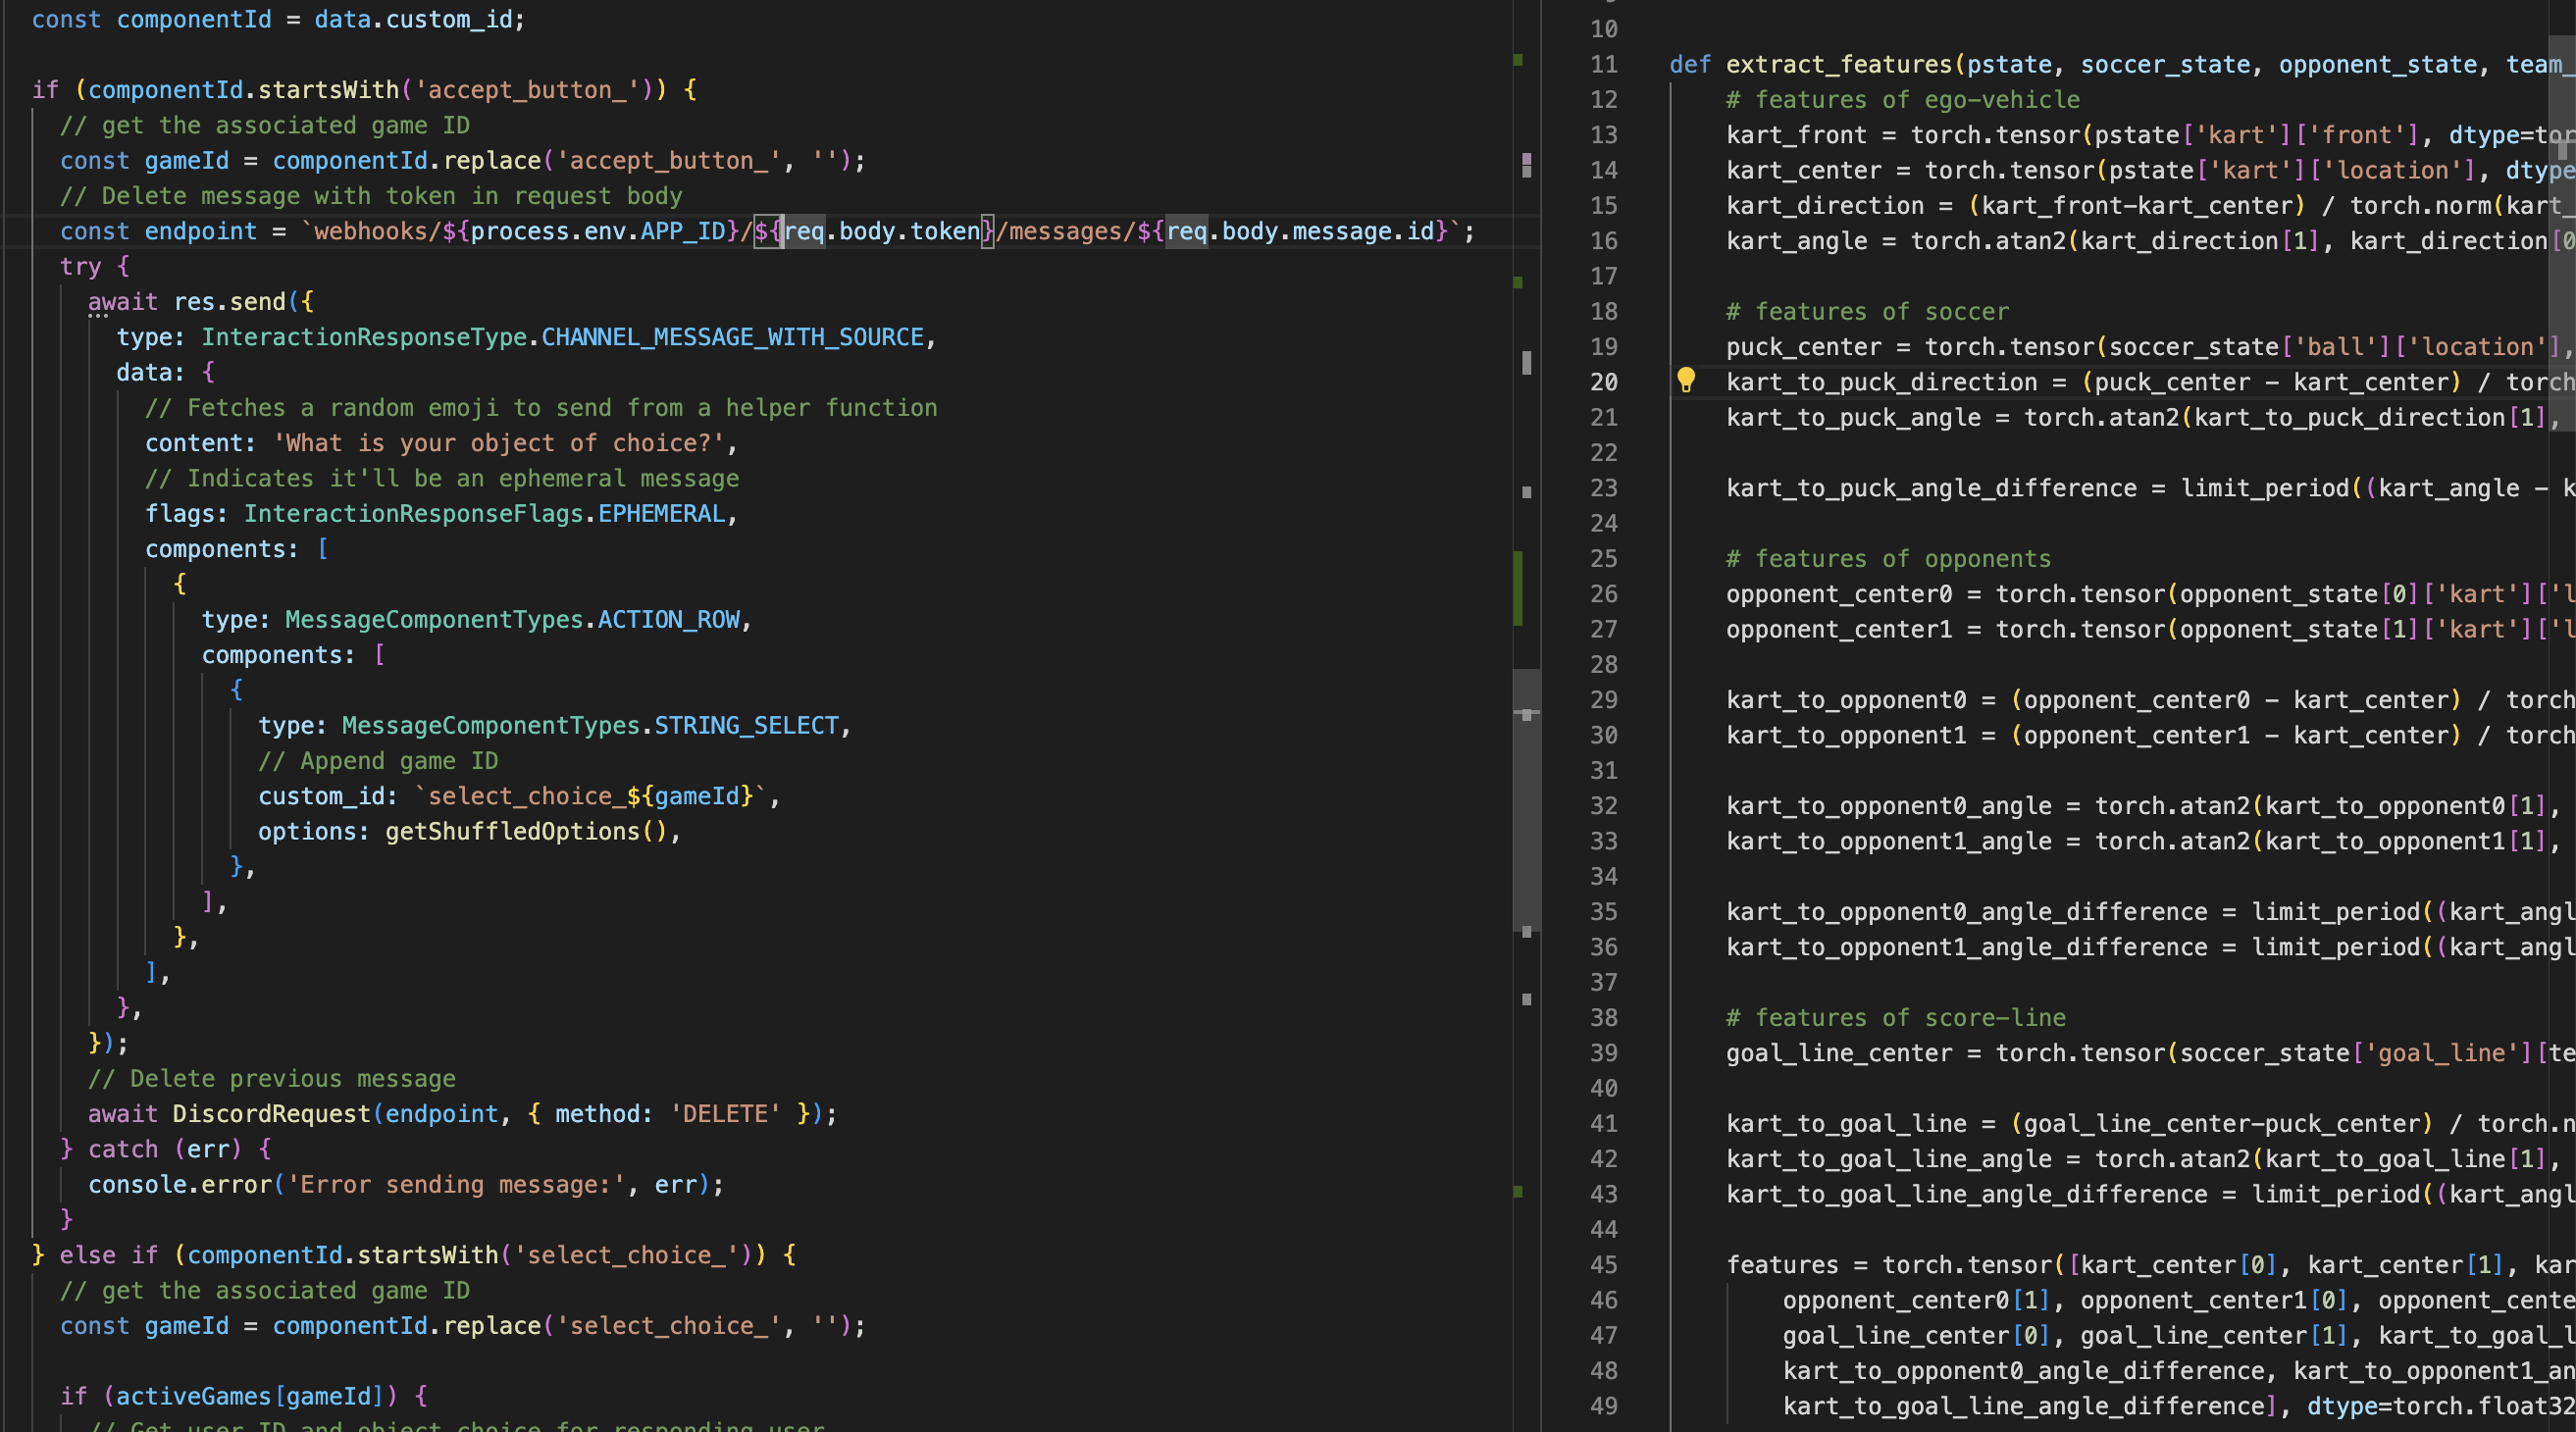 const componentId = data.custom_id;
if (componentId.startsWith('accept_button_')) {
// get the associated game ID
const gameId = componentId.replace('accept_button_', '');
// Delete message with token in request body
const endpoint = `webhooks/${process.env.APP_ID}/${req.body.token}/messages/${req.body.message.id}`;
try {
await res.send({
type: InteractionResponseType.CHANNEL_MESSAGE_WITH_SOURCE,
data: {
// Fetches a random emoji to send from a helper function
content: 'What is your object of choice?',
// Indicates it'll be an ephemeral message
flags: InteractionResponseFlags.EPHEMERAL,
components: [
{
type: MessageComponentTypes.ACTION_ROW,
components: [
{
type: MessageComponentTypes.STRING_SELECT,
// Append game ID
custom_id: `select_choice_${gameId}`,
options: getShuffledOptions(),
},
],
},
],
},
});
// Delete previous message
await DiscordRequest(endpoint, { method: 'DELETE' });
} catch (err) {
console.error('Error sending message:', err);
}
} else if (componentId.startsWith('select_choice_')) {
// get the associated game ID
const gameId = componentId.replace('select_choice_', '');
if (activeGames[gameId]) {
// Get user ID and object choice for responding user
10
11 def extract_features(pstate, soccer_state, opponent_state, team_
12 # features of ego-vehicle
13 kart_front = torch.tensor(pstate['kart']['front'], dtype=tor
14 kart_center = torch.tensor(pstate['kart']['location'], dtype
15 kart_direction = (kart_front-kart_center) / torch.norm(kart_
16 kart_angle = torch.atan2(kart_direction[1], kart_direction[0
17
18 # features of soccer
19 puck_center = torch.tensor(soccer_state['ball']['location'],
20 kart_to_puck_direction = (puck_center - kart_center) / torch
21 kart_to_puck_angle = torch.atan2(kart_to_puck_direction[1],
22
23 kart_to_puck_angle_difference = limit_period((kart_angle - k
24
25 # features of opponents
26 opponent_center0 = torch.tensor(opponent_state[0]['kart']['l
27 opponent_center1 = torch.tensor(opponent_state[1]['kart']['l
28
29 kart_to_opponent0 = (opponent_center0 - kart_center) / torch
30 kart_to_opponent1 = (opponent_center1 - kart_center) / torch
31
32 kart_to_opponent0_angle = torch.atan2(kart_to_opponent0[1],
33 kart_to_opponent1_angle = torch.atan2(kart_to_opponent1[1],
34
35 kart_to_opponent0_angle_difference = limit_period((kart_angl
36 kart_to_opponent1_angle_difference = limit_period((kart_angl
37
38 # features of score-line
39 goal_line_center = torch.tensor(soccer_state['goal_line'][te
40
41 kart_to_goal_line = (goal_line_center-puck_center) / torch.n
42 kart_to_goal_line_angle = torch.atan2(kart_to_goal_line[1],
43 kart_to_goal_line_angle_difference = limit_period((kart_angl
44
45 features = torch.tensor([kart_center[0], kart_center[1], kar
46 opponent_center0[1], opponent_center1[0], opponent_cente
47 goal_line_center[0], goal_line_center[1], kart_to_goal_l
48 kart_to_opponent0_angle_difference, kart_to_opponent1_an
49 kart_to_goal_line_angle_difference], dtype=torch.float32